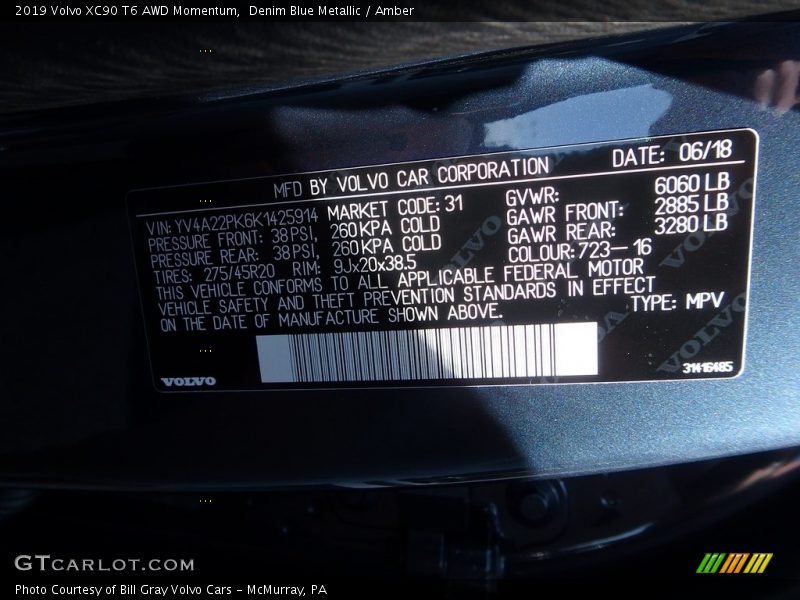 2019 Volvo XC90 T6 AWD Momentum,  Denim Blue Metallic / Amber
MFD BY VOLVO CAR CORPORATION DATE: 06/18
VIN: YV4A22PK6K1425914 MARKET CODE: 31 GVWR: 6060 LB
PRESSURE FRONT: 38 PSI, 260 KPA COLD GAWR FRONT: 2885 LB
PRESSURE REAR: 38 PSI, 260 KPA COLD GAWR REAR: 3280 LB
TIRES: 275/45R20 RIM: 9Jx20x38.5 COLOUR: 723-16
THIS VEHICLE CONFORMS TO ALL APPLICABLE FEDERAL MOTOR
VEHICLE SAFETY AND THEFT PREVENTION STANDARDS IN EFFECT
ON THE DATE OF MANUFACTURE SHOWN ABOVE. TYPE: MPV
VOLVO 31416485
GTCARLOT.COM
Photo Courtesy of Bill Gray Volvo Cars - McMurray, PA